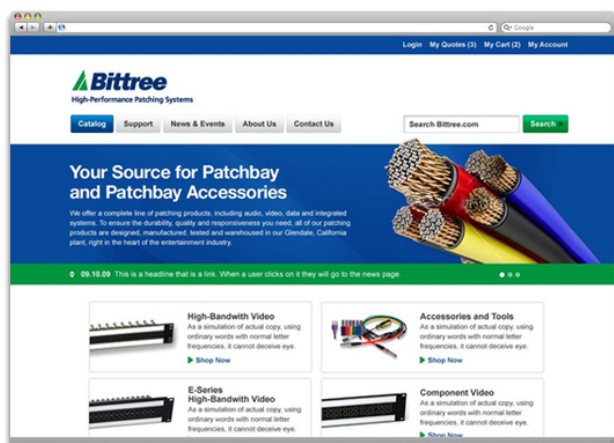 Google
Login My Quotes (3) My Cart (2) My Account
Bittree
High-Performance Patching Systems
Catalog Support News & Events About Us Contact Us Search Bittree.com Search
Your Source for Patchbay
and Patchbay Accessories
We offer a complete line of patching products, including audio, video, data and integrated
systems. To ensure the durability, quality and responsiveness you need, all of our patching
products are designed, manufactured, tested and warehoused in our Glendale, California
plant, right in the heart of the entertainment industry.
09.10.09 This is a headline that is a link. When a user clicks on it they will go to the news page.
High-Bandwith Video
As a simulation of actual copy, using
ordinary words with normal letter
frequencies, it cannot deceive eye.
Shop Now
Accessories and Tools
As a simulation of actual copy, using
ordinary words with normal letter
frequencies, it cannot deceive eye.
Shop Now
E-Series
High-Bandwith Video
As a simulation of actual copy, using
ordinary words with normal letter
frequencies, it cannot deceive eye.
Component Video
As a simulation of actual copy, using
ordinary words with normal letter
frequencies, it cannot deceive eye.
Shop Now